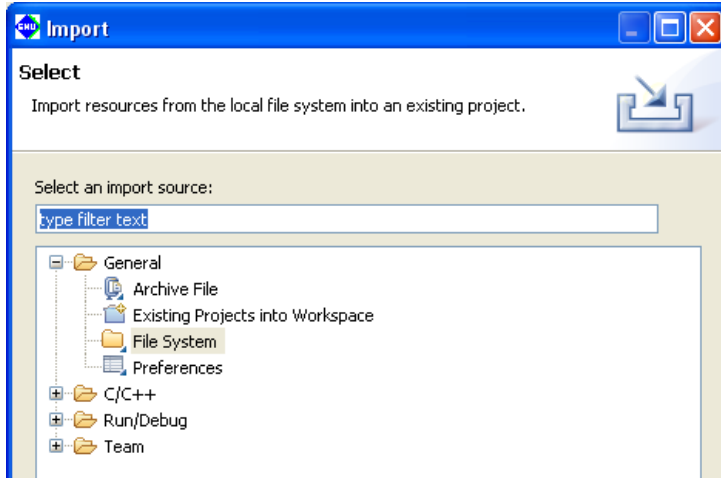 GNU Import
Select
Import resources from the local file system into an existing project.
Select an import source:
type filter text
General
Archive File
Existing Projects into Workspace
File System
Preferences
C/C++
Run/Debug
Team